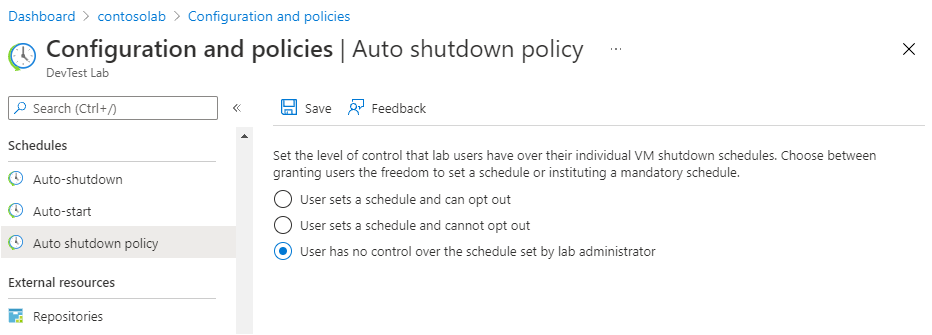 Dashboard > contosolab > Configuration and policies
Configuration and policies | Auto shutdown policy ...
DevTest Lab
Search (Ctrl+/)
«
Save
Feedback
Schedules
Auto-shutdown
Auto-start
Auto shutdown policy
External resources
Repositories
Set the level of control that lab users have over their individual VM shutdown schedules. Choose between
granting users the freedom to set a schedule or instituting a mandatory schedule.
User sets a schedule and can opt out
User sets a schedule and cannot opt out
User has no control over the schedule set by lab administrator